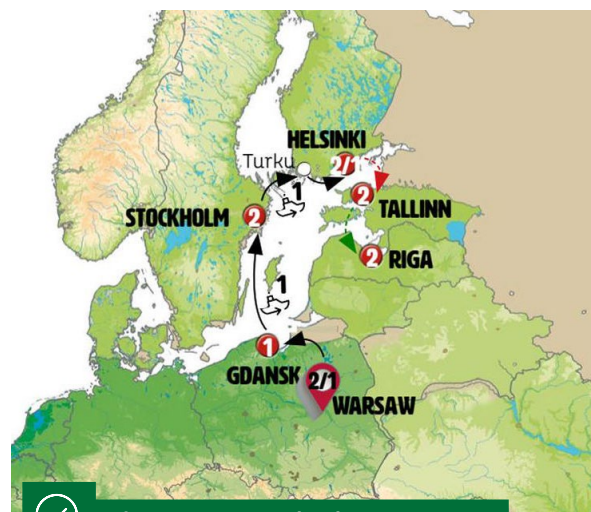 HELSINKI
Turku
2/1
1
2
TALLINN
STOCKHOLM
2
2
RIGA
1
1
GDANSK
2/1
WARSAW